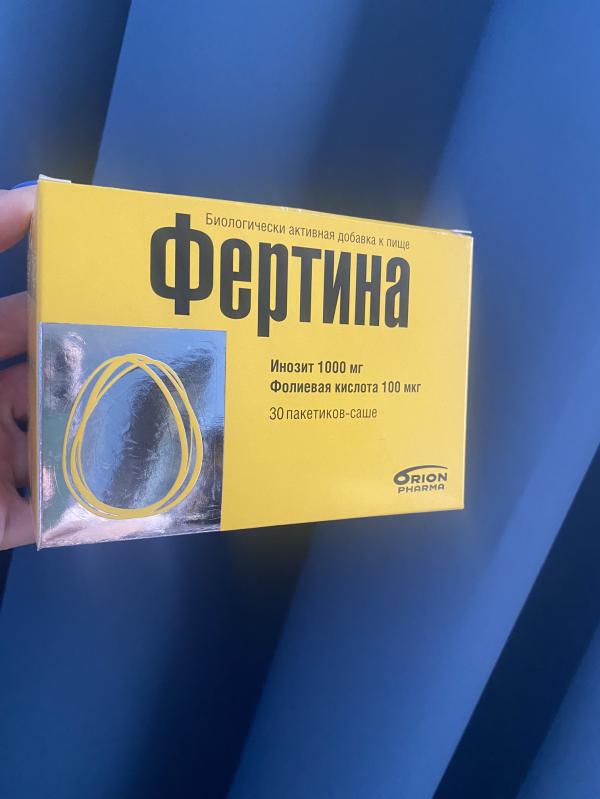 Биологически активная добавка к пище
Фертина
Инозит 1000 мг
Фолиевая кислота 100 мкг
30 пакетиков-саше
ORION
PHARMA